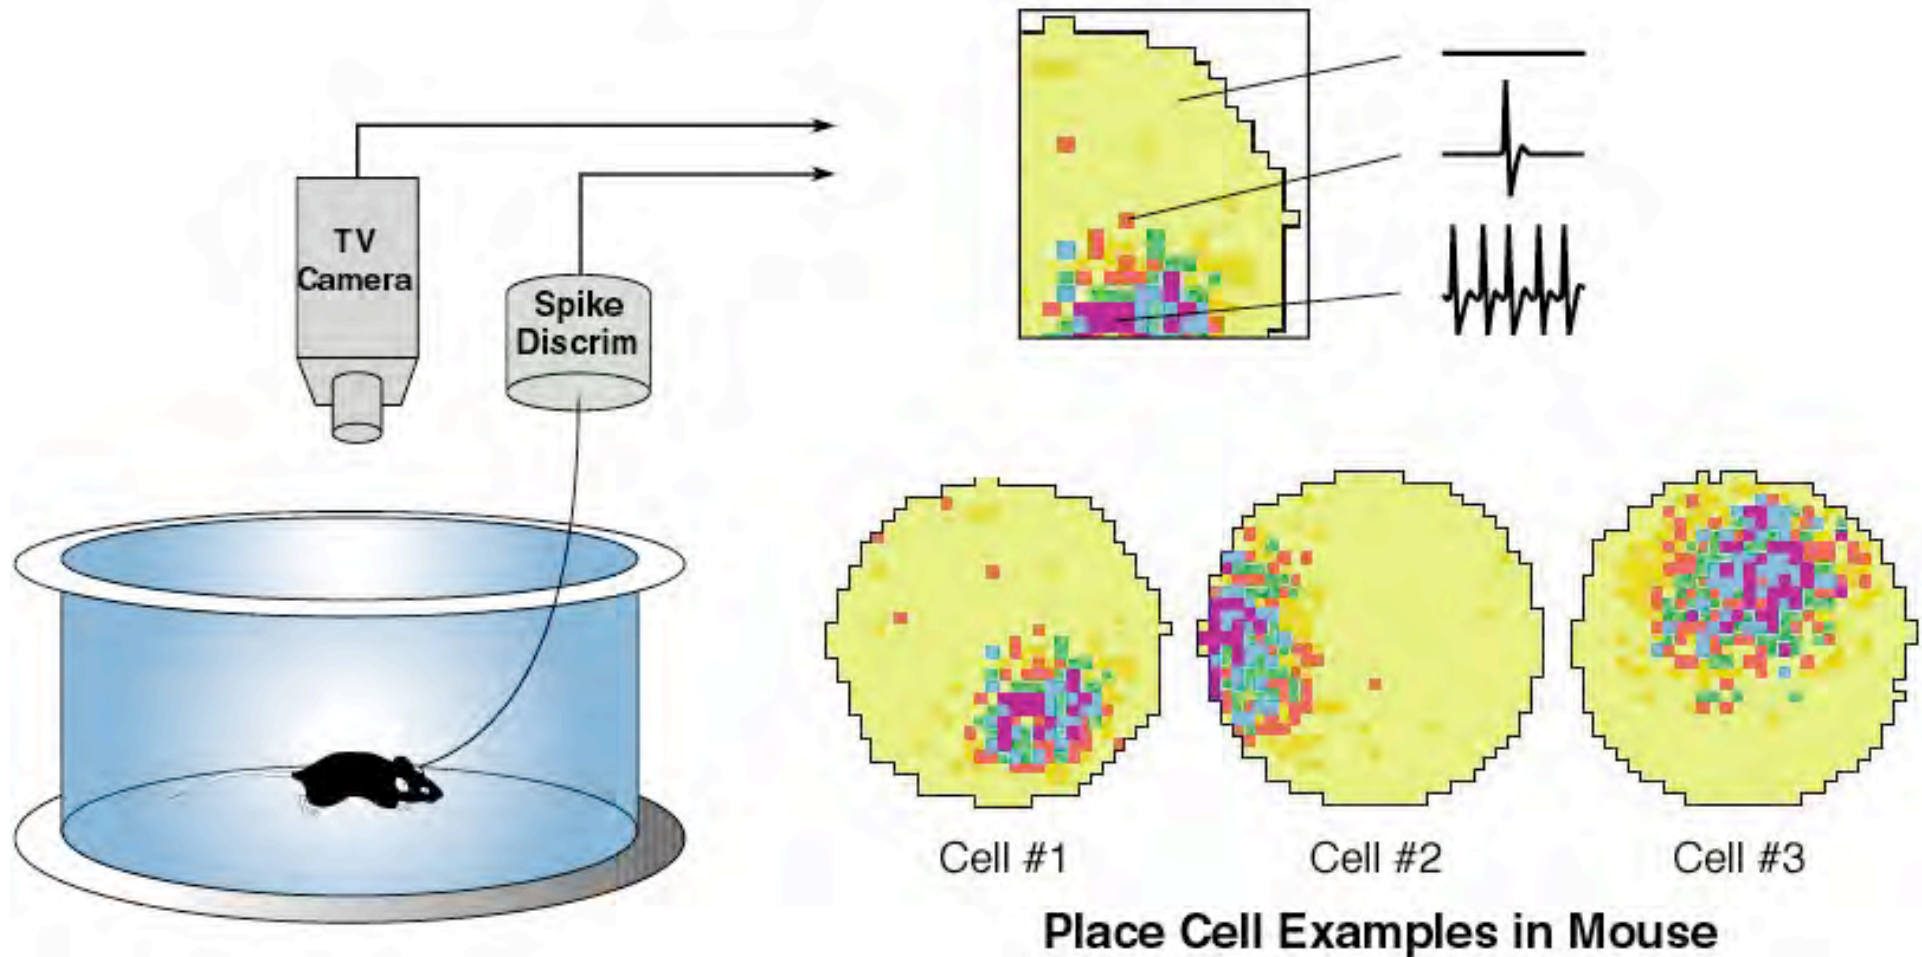 TV
Camera
Spike
Discrim
Cell #1
Cell #2
Cell #3
Place Cell Examples in Mouse